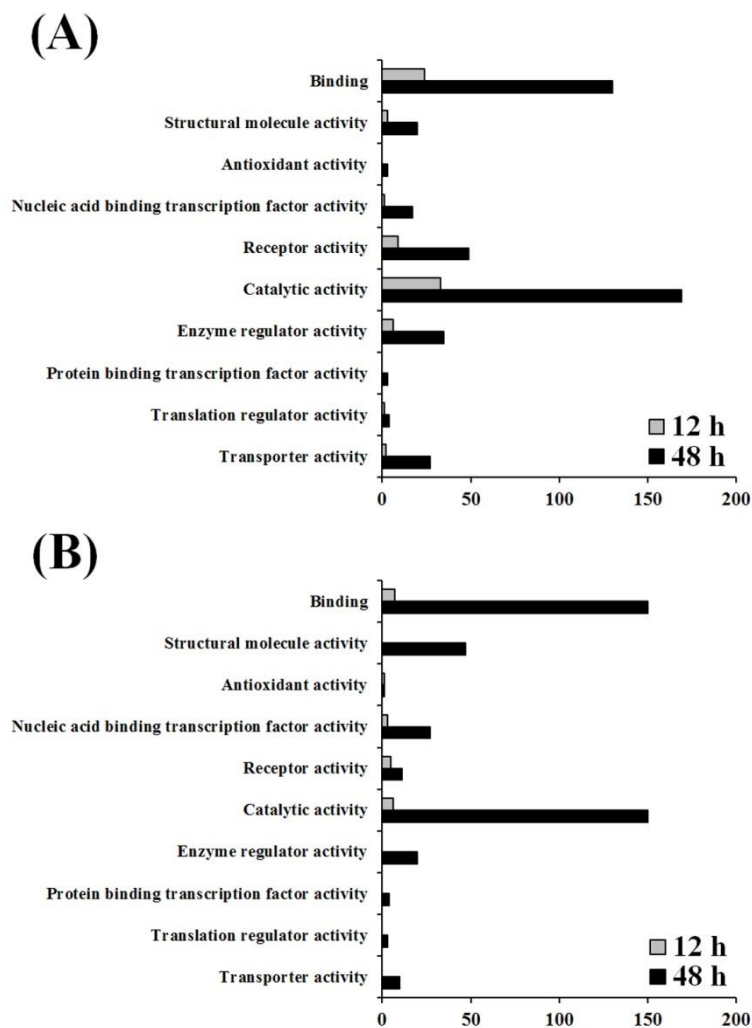 (A)
Binding
Structural molecule activity
Antioxidant activity
Nucleic acid binding transcription factor activity
Receptor activity
Catalytic activity
Enzyme regulator activity
Protein binding transcription factor activity
Translation regulator activity
Transporter activity
12 h
48 h
0 50 100 150 200
(B)
Binding
Structural molecule activity
Antioxidant activity
Nucleic acid binding transcription factor activity
Receptor activity
Catalytic activity
Enzyme regulator activity
Protein binding transcription factor activity
Translation regulator activity
Transporter activity
12 h
48 h
0 50 100 150 200